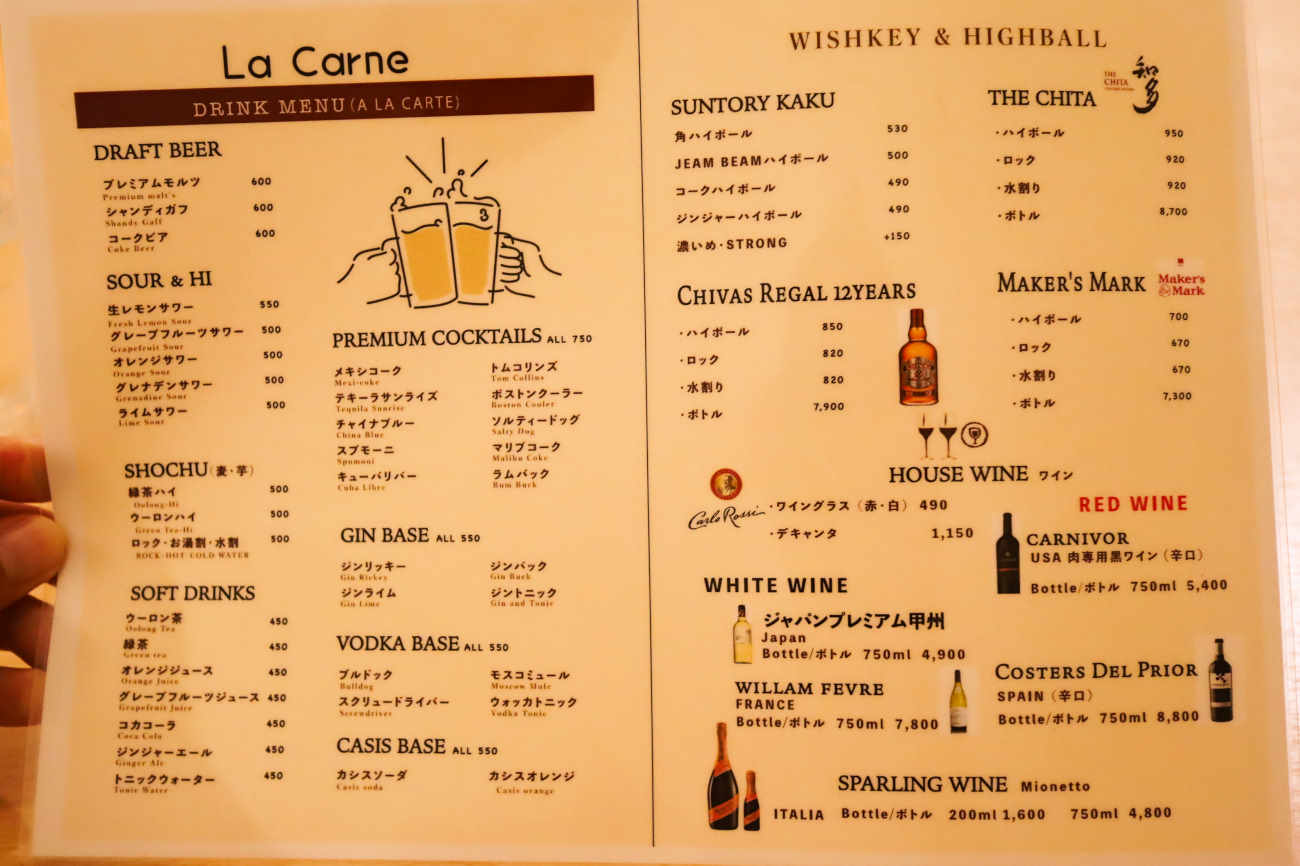 La Carne
DRINK MENU(A LA CARTE)
DRAFT BEER
プレミアムモルツ 600
Premium malt's
シャンディガフ 600
Shandy Gaff
コークビア 600
Coke Beer
SOUR & HI
生レモンサワー 550
Fresh Lemon Sour
グレープフルーツサワー 500
Grapefruit Sour
オレンジサワー 500
Orange Sour
グレナデンサワー 500
Grenadine Sour
ライムサワー 500
Lime Sour
SHOCHU(麦・芋)
緑茶ハイ 500
Oolong-Hi
ウーロンハイ 500
Green Tea-Hi
ロック・お湯割・水割 500
ROCK・HOT・COLD WATER
SOFT DRINKS
ウーロン茶 450
Oolong Tea
緑茶 450
Green tea
オレンジジュース 450
Orange Juice
グレープフルーツジュース 450
Grapefruit Juice
コカコーラ 450
Coca Cola
ジンジャーエール 450
Ginger Ale
トニックウォーター 450
Tonic Water
PREMIUM COCKTAILS ALL 750
メキシコーク トムコリンズ
Mexi-coke Tom Collins
テキーラサンライズ ボストンクーラー
Tequila Sunrise Boston Cooler
チャイナブルー ソルティードッグ
China Blue Salty Dog
スプモーニ マリブコーク
Spumoni Malibu Coke
キューバリバー ラムバック
Cuba Libre Rum Buck
GIN BASE ALL 550
ジンリッキー ジンバック
Gin Rickey Gin Buck
ジンライム ジントニック
Gin Lime Gin and Tonic
VODKA BASE ALL 550
ブルドック モスコミュール
Bulldog Moscow Mule
スクリュードライバー ウォッカトニック
Vodka Tonic
CASIS BASE ALL 550
カシスソーダ カシスオレンジ
Casis soda Casis orange
WISHKEY & HIGHBALL
SUNTORY KAKU
角ハイボール 530
JEAM BEAMハイボール 500
コークハイボール 490
ジンジャーハイボール 490
濃いめ・STRONG +150
THE CHITA
THE
CHITA
知多
・ハイボール 950
・ロック 920
・水割り 920
・ボトル 8,700
CHIVAS REGAL 12YEARS
・ハイボール 850
・ロック 820
・水割り 820
・ボトル 7,900
MAKER'S MARK
Maker's
Mark
・ハイボール 700
・ロック 670
・水割り 670
・ボトル 7,300
HOUSE WINE ワイン
Carlo Rossi
・ワイングラス（赤・白） 490
・デキャンタ 1,150
RED WINE
CARNIVOR
USA 肉専用黒ワイン（辛口）
Bottle/ボトル 750ml 5,400
WHITE WINE
ジャパンプレミアム甲州
Japan
Bottle/ボトル 750ml 4,900
WILLAM FEVRE
FRANCE
Bottle/ボトル 750ml 7,800
COSTERS DEL PRIOR
SPAIN（辛口）
Bottle/ボトル 750ml 8,800
SPARLING WINE Mionetto
ITALIA Bottle/ボトル 200ml 1,600 750ml 4,800